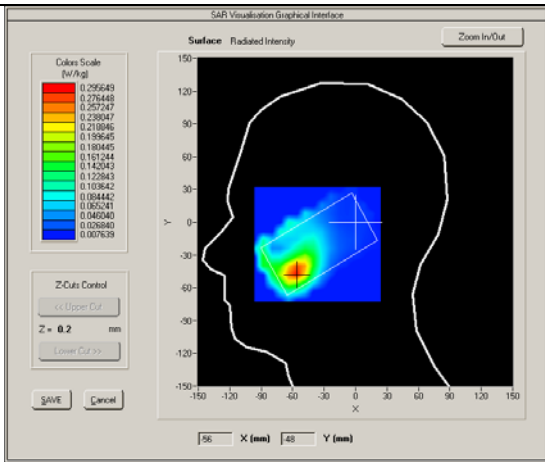 SAR Visualisation Graphical Interface
Surface Radiated Intensity
Zoom In/Out
Colors Scale
(W/kg)
0.295649
0.276448
0.257247
0.238047
0.218846
0.199645
0.180445
0.161244
0.142043
0.122843
0.103642
0.084442
0.065241
0.046040
0.026840
0.007639
Z-Cuts Control
<< Upper Cut
Z = 0.2 mm
Lower Cut >>
SAVE
Cancel
150
120
90
60
30
0
-30
-60
-90
-120
-150
Y
-150 -120 -90 -60 -30 0 30 60 90 120 150
X
-56 X (mm) -48 Y (mm)